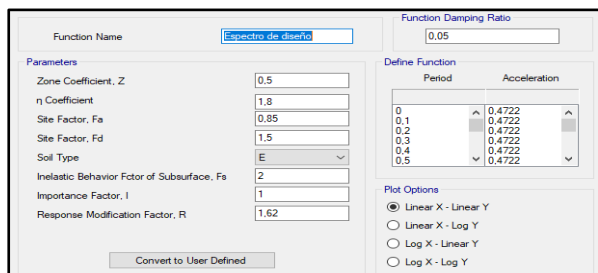 Function Name
Espectro de diseño
Function Damping Ratio
0,05
Parameters
Zone Coefficient, Z
0,5
η Coefficient
1,8
Site Factor, Fa
0,85
Site Factor, Fd
1,5
Soil Type
E
Inelastic Behavior Fctor of Subsurface, Fs
2
Importance Factor, I
1
Response Modification Factor, R
1,62
Convert to User Defined
Define Function
Period Acceleration
0 0,4722
0,1 0,4722
0,2 0,4722
0,3 0,4722
0,4 0,4722
0,5 0,4722
Plot Options
Linear X - Linear Y
Linear X - Log Y
Log X - Linear Y
Log X - Log Y